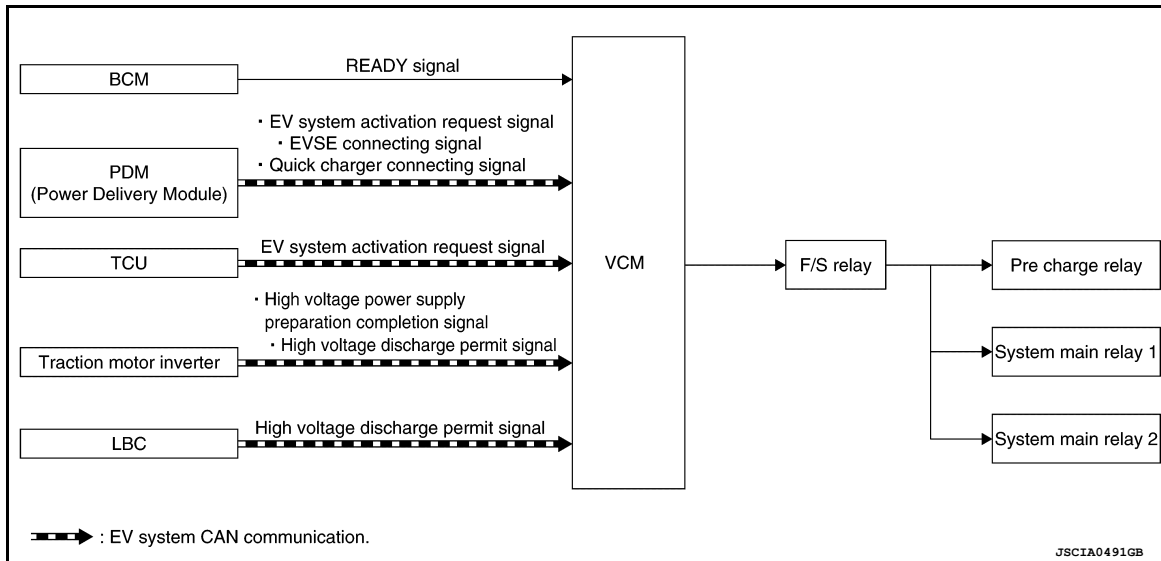 BCM
READY signal
PDM
(Power Delivery Module)
· EV system activation request signal
· EVSE connecting signal
· Quick charger connecting signal
TCU
EV system activation request signal
Traction motor inverter
· High voltage power supply
preparation completion signal
· High voltage discharge permit signal
LBC
High voltage discharge permit signal
VCM
F/S relay
Pre charge relay
System main relay 1
System main relay 2
: EV system CAN communication.
JSCIA0491GB